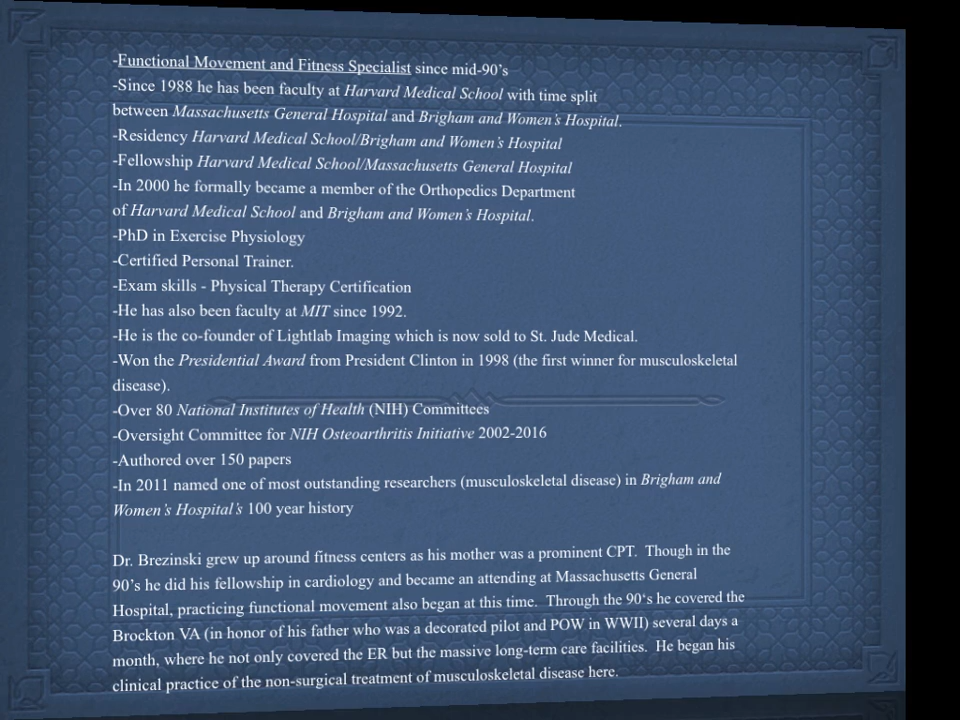 -Functional Movement and Fitness Specialist since mid-90’s
-Since 1988 he has been faculty at Harvard Medical School with time split
between Massachusetts General Hospital and Brigham and Women’s Hospital.
-Residency Harvard Medical School/Brigham and Women’s Hospital
-Fellowship Harvard Medical School/Massachusetts General Hospital
-In 2000 he formally became a member of the Orthopedics Department
of Harvard Medical School and Brigham and Women’s Hospital.
-PhD in Exercise Physiology
-Certified Personal Trainer.
-Exam skills - Physical Therapy Certification
-He has also been faculty at MIT since 1992.
-He is the co-founder of Lightlab Imaging which is now sold to St. Jude Medical.
-Won the Presidential Award from President Clinton in 1998 (the first winner for musculoskeletal
disease).
-Over 80 National Institutes of Health (NIH) Committees
-Oversight Committee for NIH Osteoarthritis Initiative 2002-2016
-Authored over 150 papers
-In 2011 named one of most outstanding researchers (musculoskeletal disease) in Brigham and
Women’s Hospital’s 100 year history
Dr. Brezinski grew up around fitness centers as his mother was a prominent CPT.  Though in the
90’s he did his fellowship in cardiology and became an attending at Massachusetts General
Hospital, practicing functional movement also began at this time.  Through the 90‘s he covered the
Brockton VA (in honor of his father who was a decorated pilot and POW in WWII) several days a
month, where he not only covered the ER but the massive long-term care facilities.  He began his
clinical practice of the non-surgical treatment of musculoskeletal disease here.